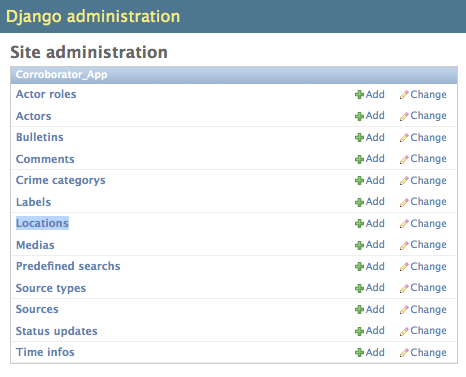 Django administration
Site administration
Corroborator_App
Actor roles Add Change
Actors Add Change
Bulletins Add Change
Comments Add Change
Crime categorys Add Change
Labels Add Change
Locations Add Change
Medias Add Change
Predefined searchs Add Change
Source types Add Change
Sources Add Change
Status updates Add Change
Time infos Add Change